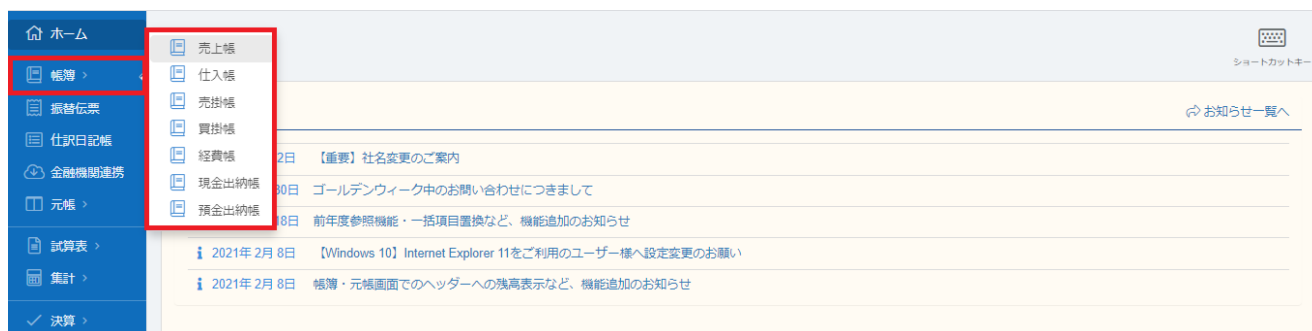 ホーム
帳簿
振替伝票
仕訳日記帳
金融機関連携
元帳
試算表
集計
決算
売上帳
仕入帳
売掛帳
買掛帳
経費帳
現金出納帳
預金出納帳
ショートカットキー
お知らせ一覧へ
2日 【重要】社名変更のご案内
30日 ゴールデンウィーク中のお問い合わせにつきまして
18日 前年度参照機能・一括項目置換など、機能追加のお知らせ
2021年 2月 8日 【Windows 10】Internet Explorer 11をご利用のユーザー様へ設定変更のお願い
2021年 2月 8日 帳簿・元帳画面でのヘッダーへの残高表示など、機能追加のお知らせ